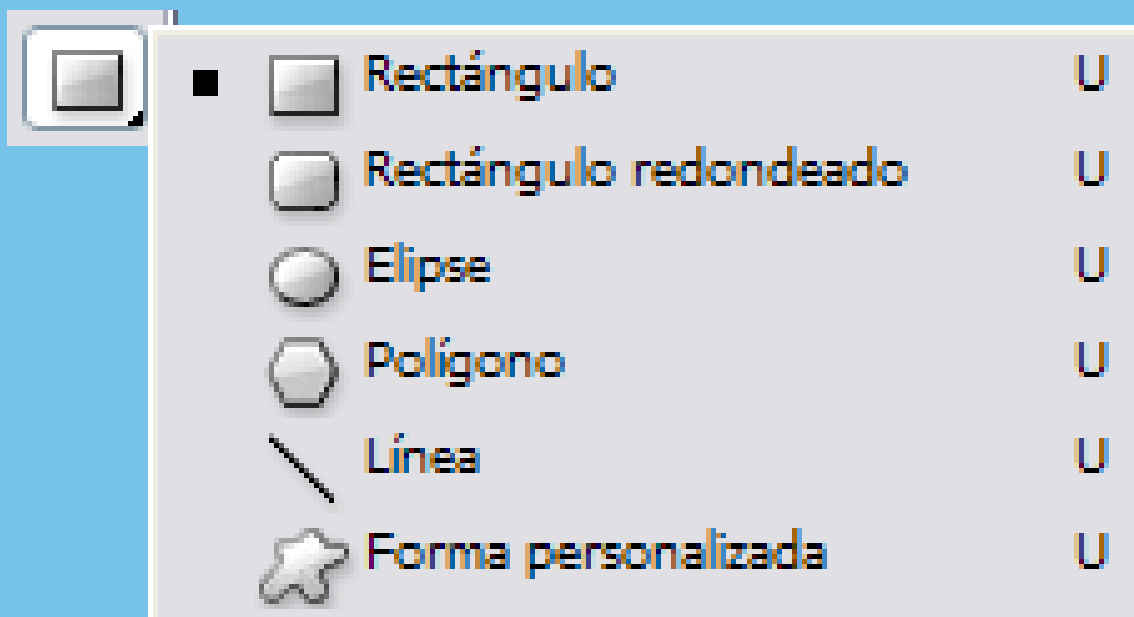 Rectángulo U
Rectángulo redondeado U
Elipse U
Polígono U
Línea U
Forma personalizada U